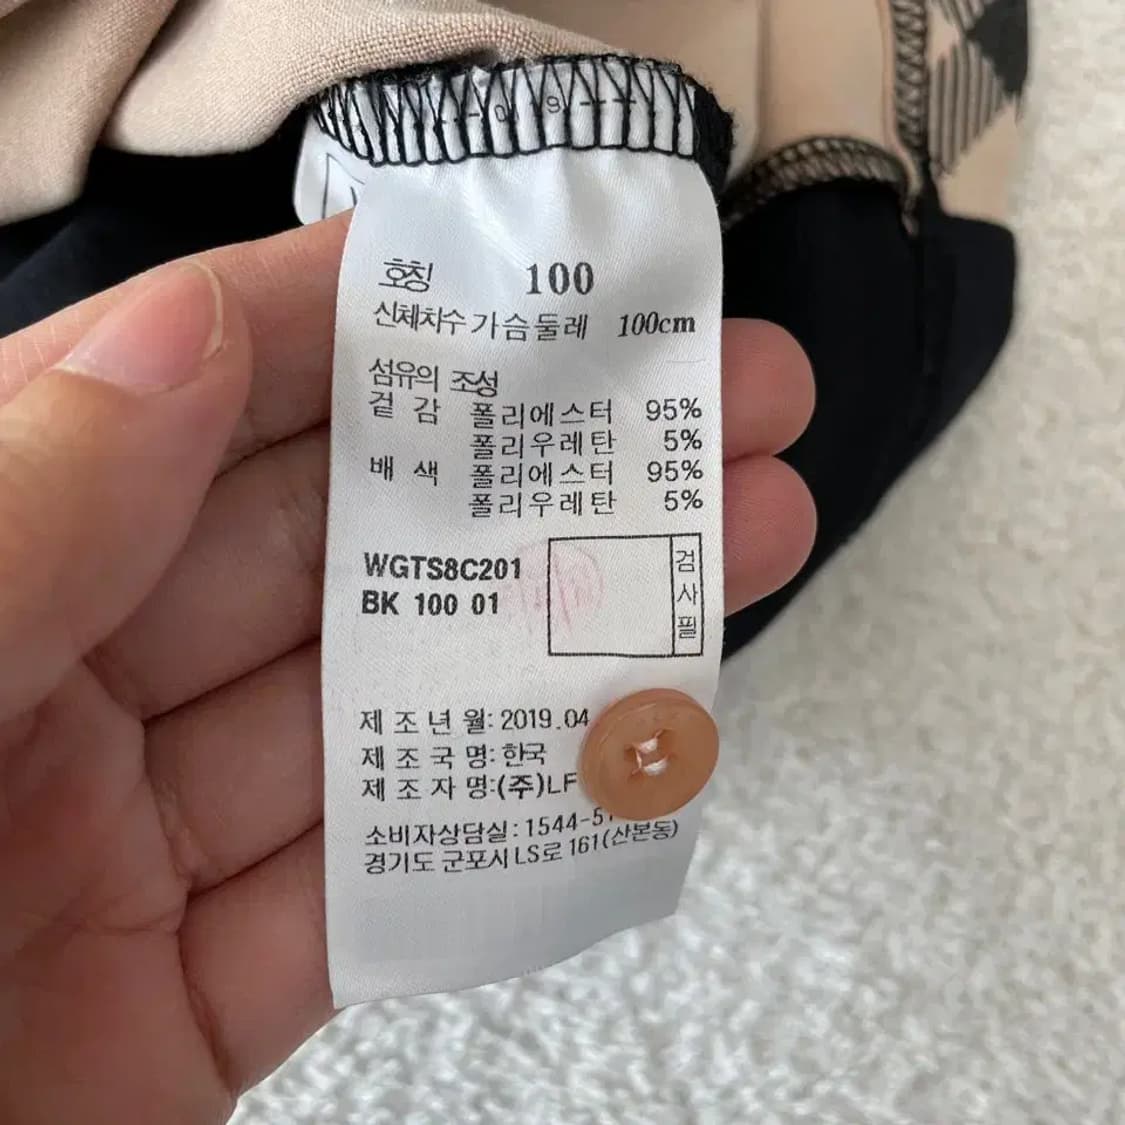 호칭 100
신체치수 가슴둘레 100cm
섬유의 조성
겉 감 폴리에스터 95%
폴리우레탄 5%
배 색 폴리에스터 95%
폴리우레탄 5%
WGTS8C201
BK 100 01
검사필
제 조 년 월: 2019.04
제 조 국 명: 한국
제 조 자 명:(주)LF
소비자상담실: 1544-5
경기도 군포시 LS로 161(산본동)